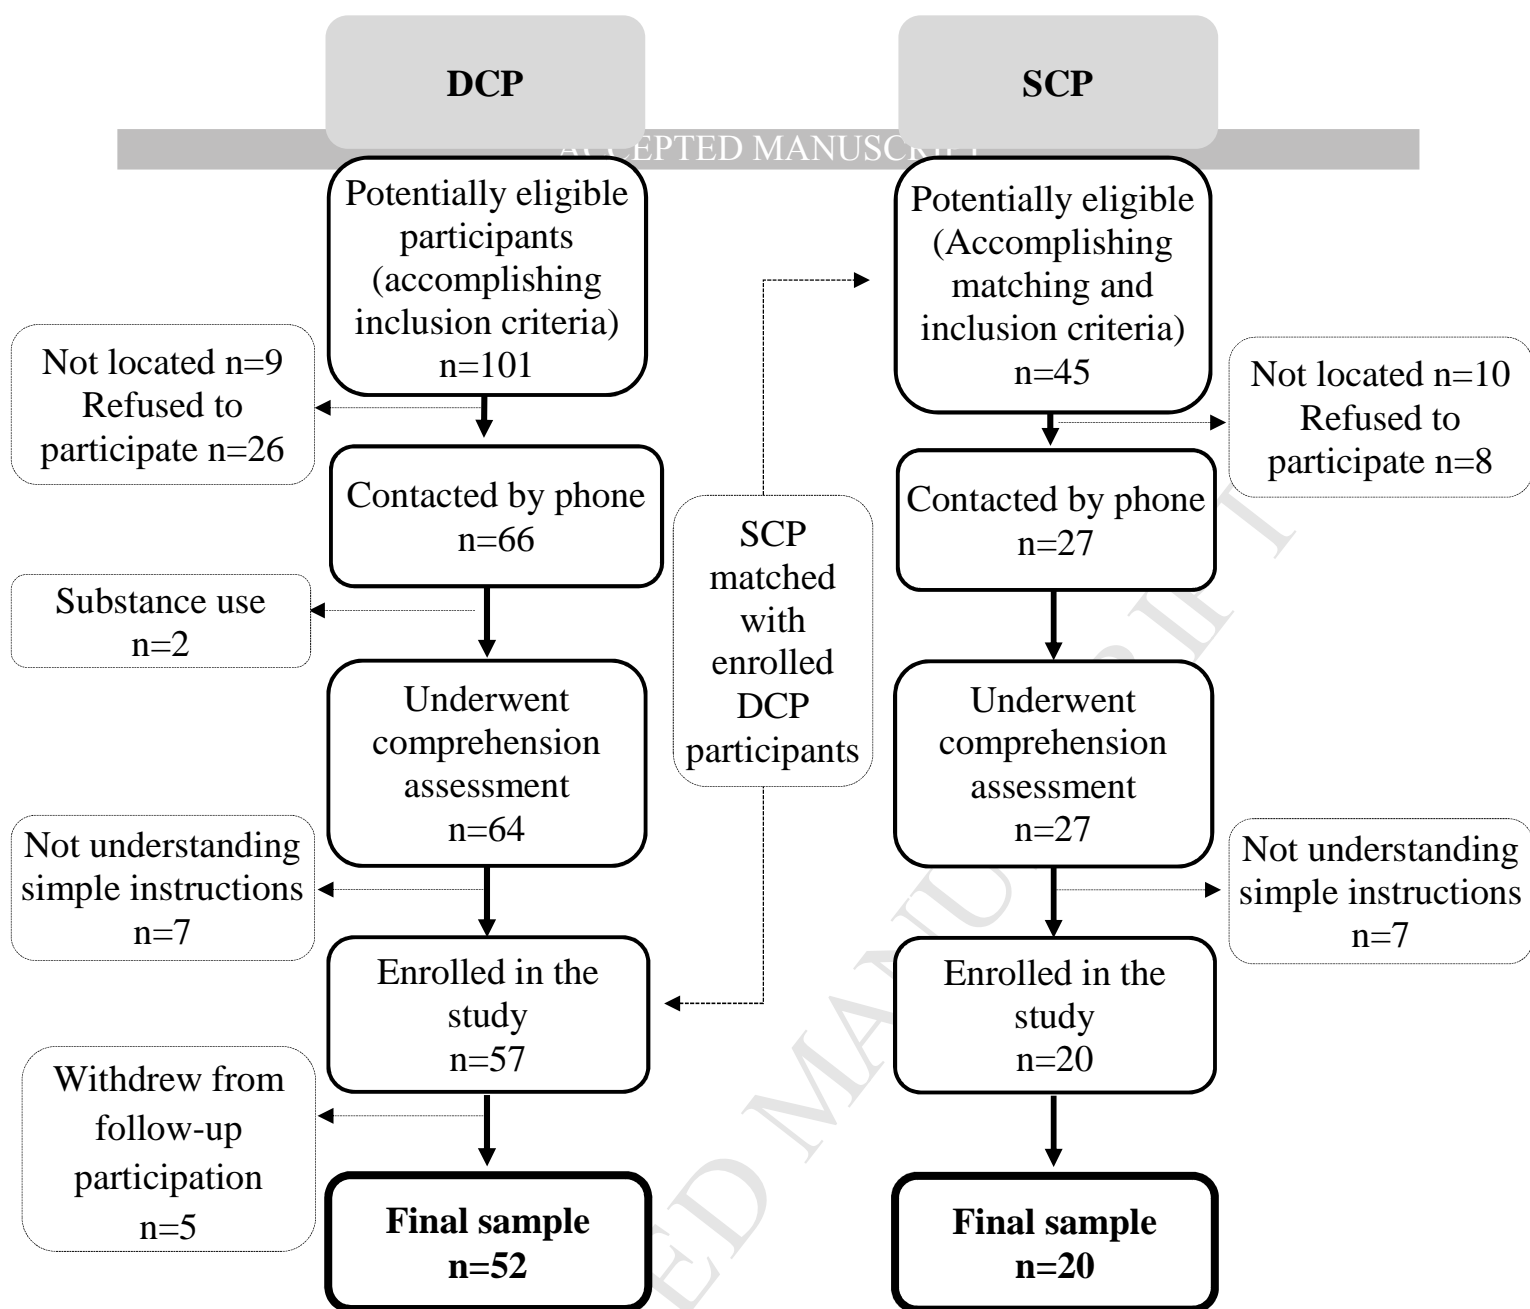 DCP
SCP
ACCEPTED MANUSCRIPT
Potentially eligible
participants
(accomplishing
inclusion criteria)
n=101
Not located n=9
Refused to
participate n=26
Contacted by phone
n=66
Substance use
n=2
Underwent
comprehension
assessment
n=64
Not understanding
simple instructions
n=7
Enrolled in the
study
n=57
Withdrew from
follow-up
participation
n=5
Final sample
n=52
SCP
matched
with
enrolled
DCP
participants
Potentially eligible
(Accomplishing
matching and
inclusion criteria)
n=45
Not located n=10
Refused to
participate n=8
Contacted by phone
n=27
Underwent
comprehension
assessment
n=27
Not understanding
simple instructions
n=7
Enrolled in the
study
n=20
Final sample
n=20